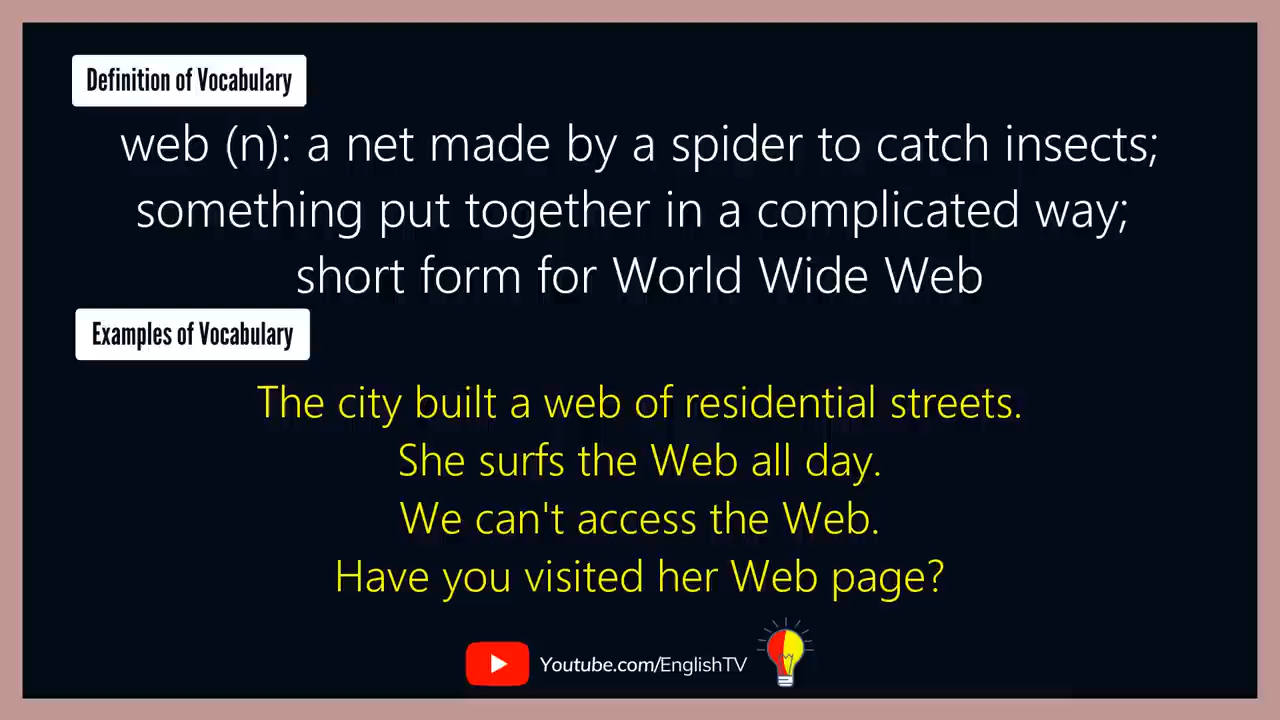 Definition of Vocabulary
web (n): a net made by a spider to catch insects;
something put together in a complicated way;
short form for World Wide Web
Examples of Vocabulary
The city built a web of residential streets.
She surfs the Web all day.
We can't access the Web.
Have you visited her Web page?
Youtube.com/EnglishTV